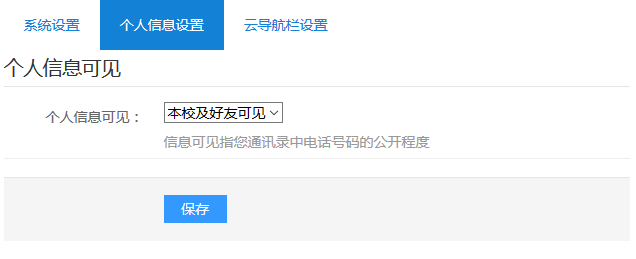 系统设置 个人信息设置 云导航栏设置
个人信息可见
个人信息可见： 本校及好友可见
信息可见指您通讯录中电话号码的公开程度
保存